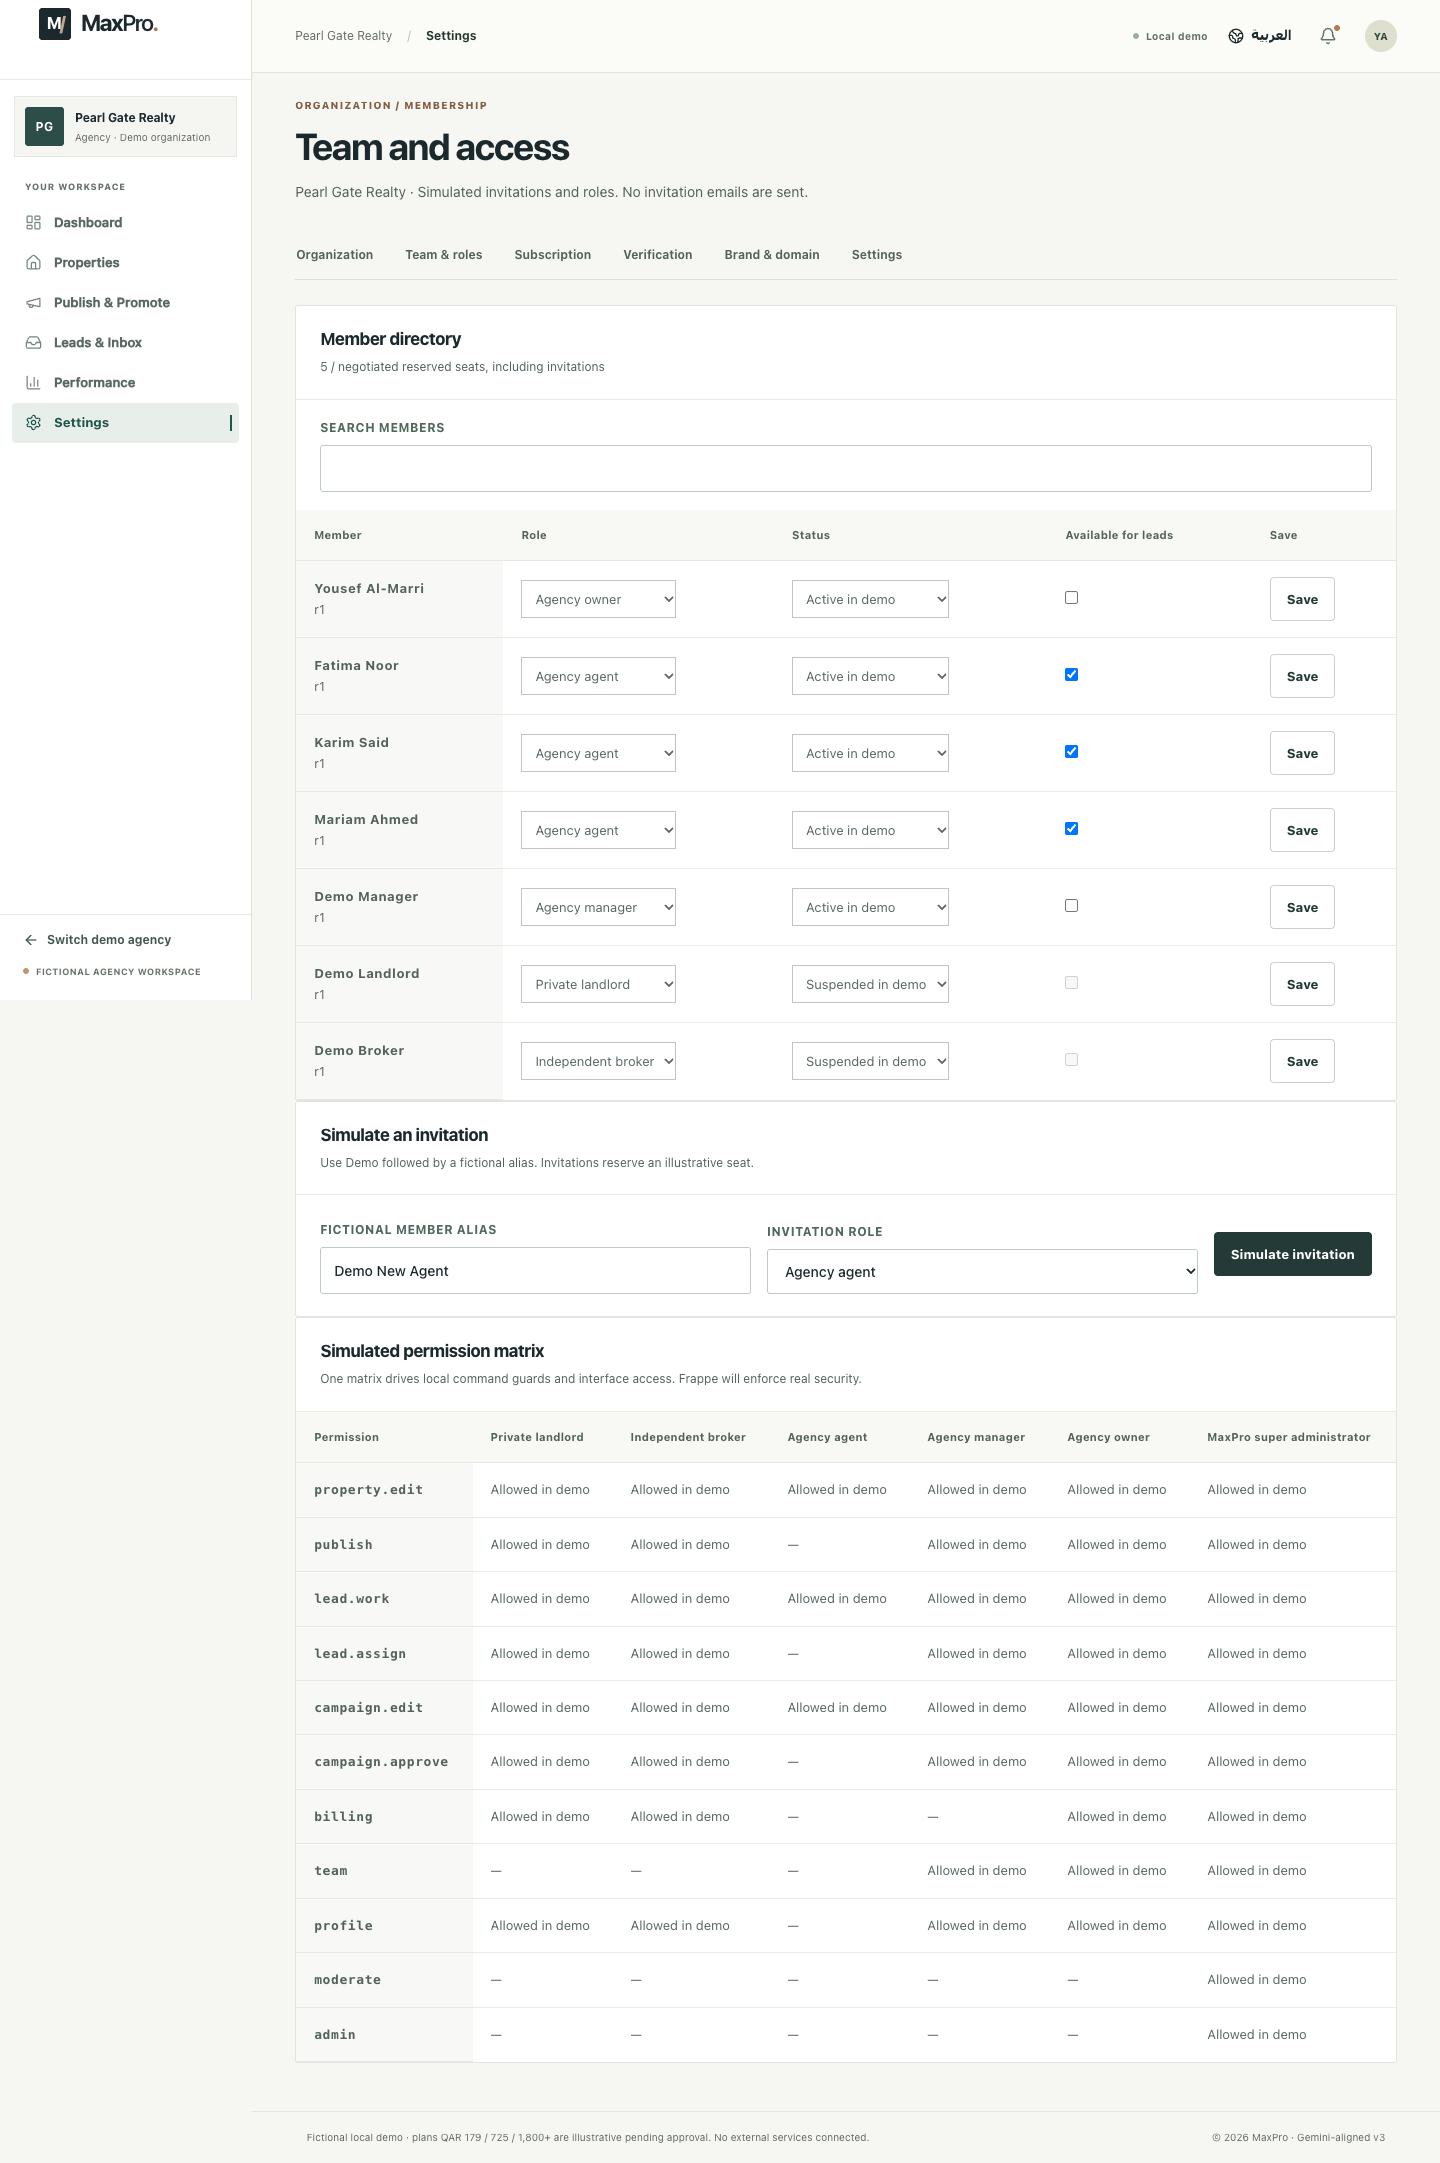 M/ MaxPro.
Pearl Gate Realty / Settings
Local demo
العربية
YA
PG
Pearl Gate Realty
Agency · Demo organization
YOUR WORKSPACE
Dashboard
Properties
Publish & Promote
Leads & Inbox
Performance
Settings
Switch demo agency
FICTIONAL AGENCY WORKSPACE
ORGANIZATION / MEMBERSHIP
Team and access
Pearl Gate Realty · Simulated invitations and roles. No invitation emails are sent.
Organization Team & roles Subscription Verification Brand & domain Settings
Member directory
5 / negotiated reserved seats, including invitations
SEARCH MEMBERS
Member Role Status Available for leads Save
Yousef Al-Marri
r1
Agency owner Active in demo Save
Fatima Noor
r1
Agency agent Active in demo Save
Karim Said
r1
Agency agent Active in demo Save
Mariam Ahmed
r1
Agency agent Active in demo Save
Demo Manager
r1
Agency manager Active in demo Save
Demo Landlord
r1
Private landlord Suspended in demo Save
Demo Broker
r1
Independent broker Suspended in demo Save
Simulate an invitation
Use Demo followed by a fictional alias. Invitations reserve an illustrative seat.
FICTIONAL MEMBER ALIAS
Demo New Agent
INVITATION ROLE
Agency agent
Simulate invitation
Simulated permission matrix
One matrix drives local command guards and interface access. Frappe will enforce real security.
Permission Private landlord Independent broker Agency agent Agency manager Agency owner MaxPro super administrator
property.edit Allowed in demo Allowed in demo Allowed in demo Allowed in demo Allowed in demo Allowed in demo
publish Allowed in demo Allowed in demo — Allowed in demo Allowed in demo Allowed in demo
lead.work Allowed in demo Allowed in demo Allowed in demo Allowed in demo Allowed in demo Allowed in demo
lead.assign Allowed in demo Allowed in demo — Allowed in demo Allowed in demo Allowed in demo
campaign.edit Allowed in demo Allowed in demo Allowed in demo Allowed in demo Allowed in demo Allowed in demo
campaign.approve Allowed in demo Allowed in demo — Allowed in demo Allowed in demo Allowed in demo
billing Allowed in demo Allowed in demo — — Allowed in demo Allowed in demo
team — — — Allowed in demo Allowed in demo Allowed in demo
profile Allowed in demo Allowed in demo — Allowed in demo Allowed in demo Allowed in demo
moderate — — — — — Allowed in demo
admin — — — — — Allowed in demo
Fictional local demo · plans QAR 179 / 725 / 1,800+ are illustrative pending approval. No external services connected.
© 2026 MaxPro · Gemini-aligned v3